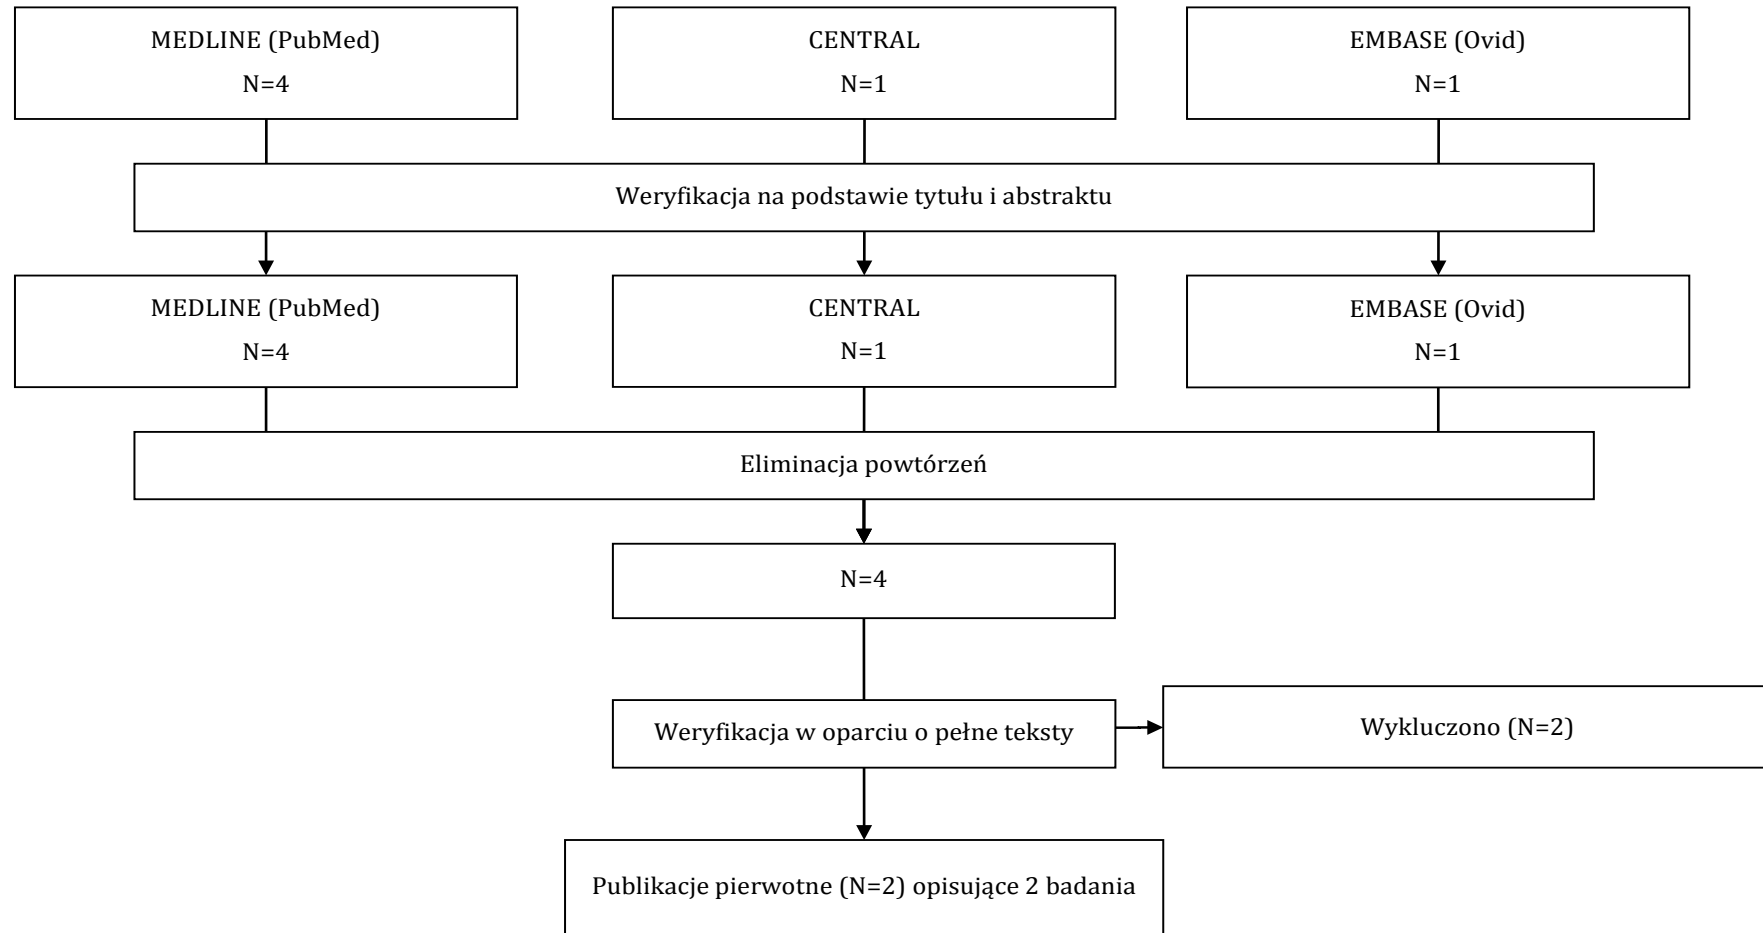 MEDLINE (PubMed)
N=4
CENTRAL
N=1
EMBASE (Ovid)
N=1
Weryfikacja na podstawie tytułu i abstraktu
MEDLINE (PubMed)
N=4
CENTRAL
N=1
EMBASE (Ovid)
N=1
Eliminacja powtórzeń
N=4
Weryfikacja w oparciu o pełne teksty
Wykluczono (N=2)
Publikacje pierwotne (N=2) opisujące 2 badania